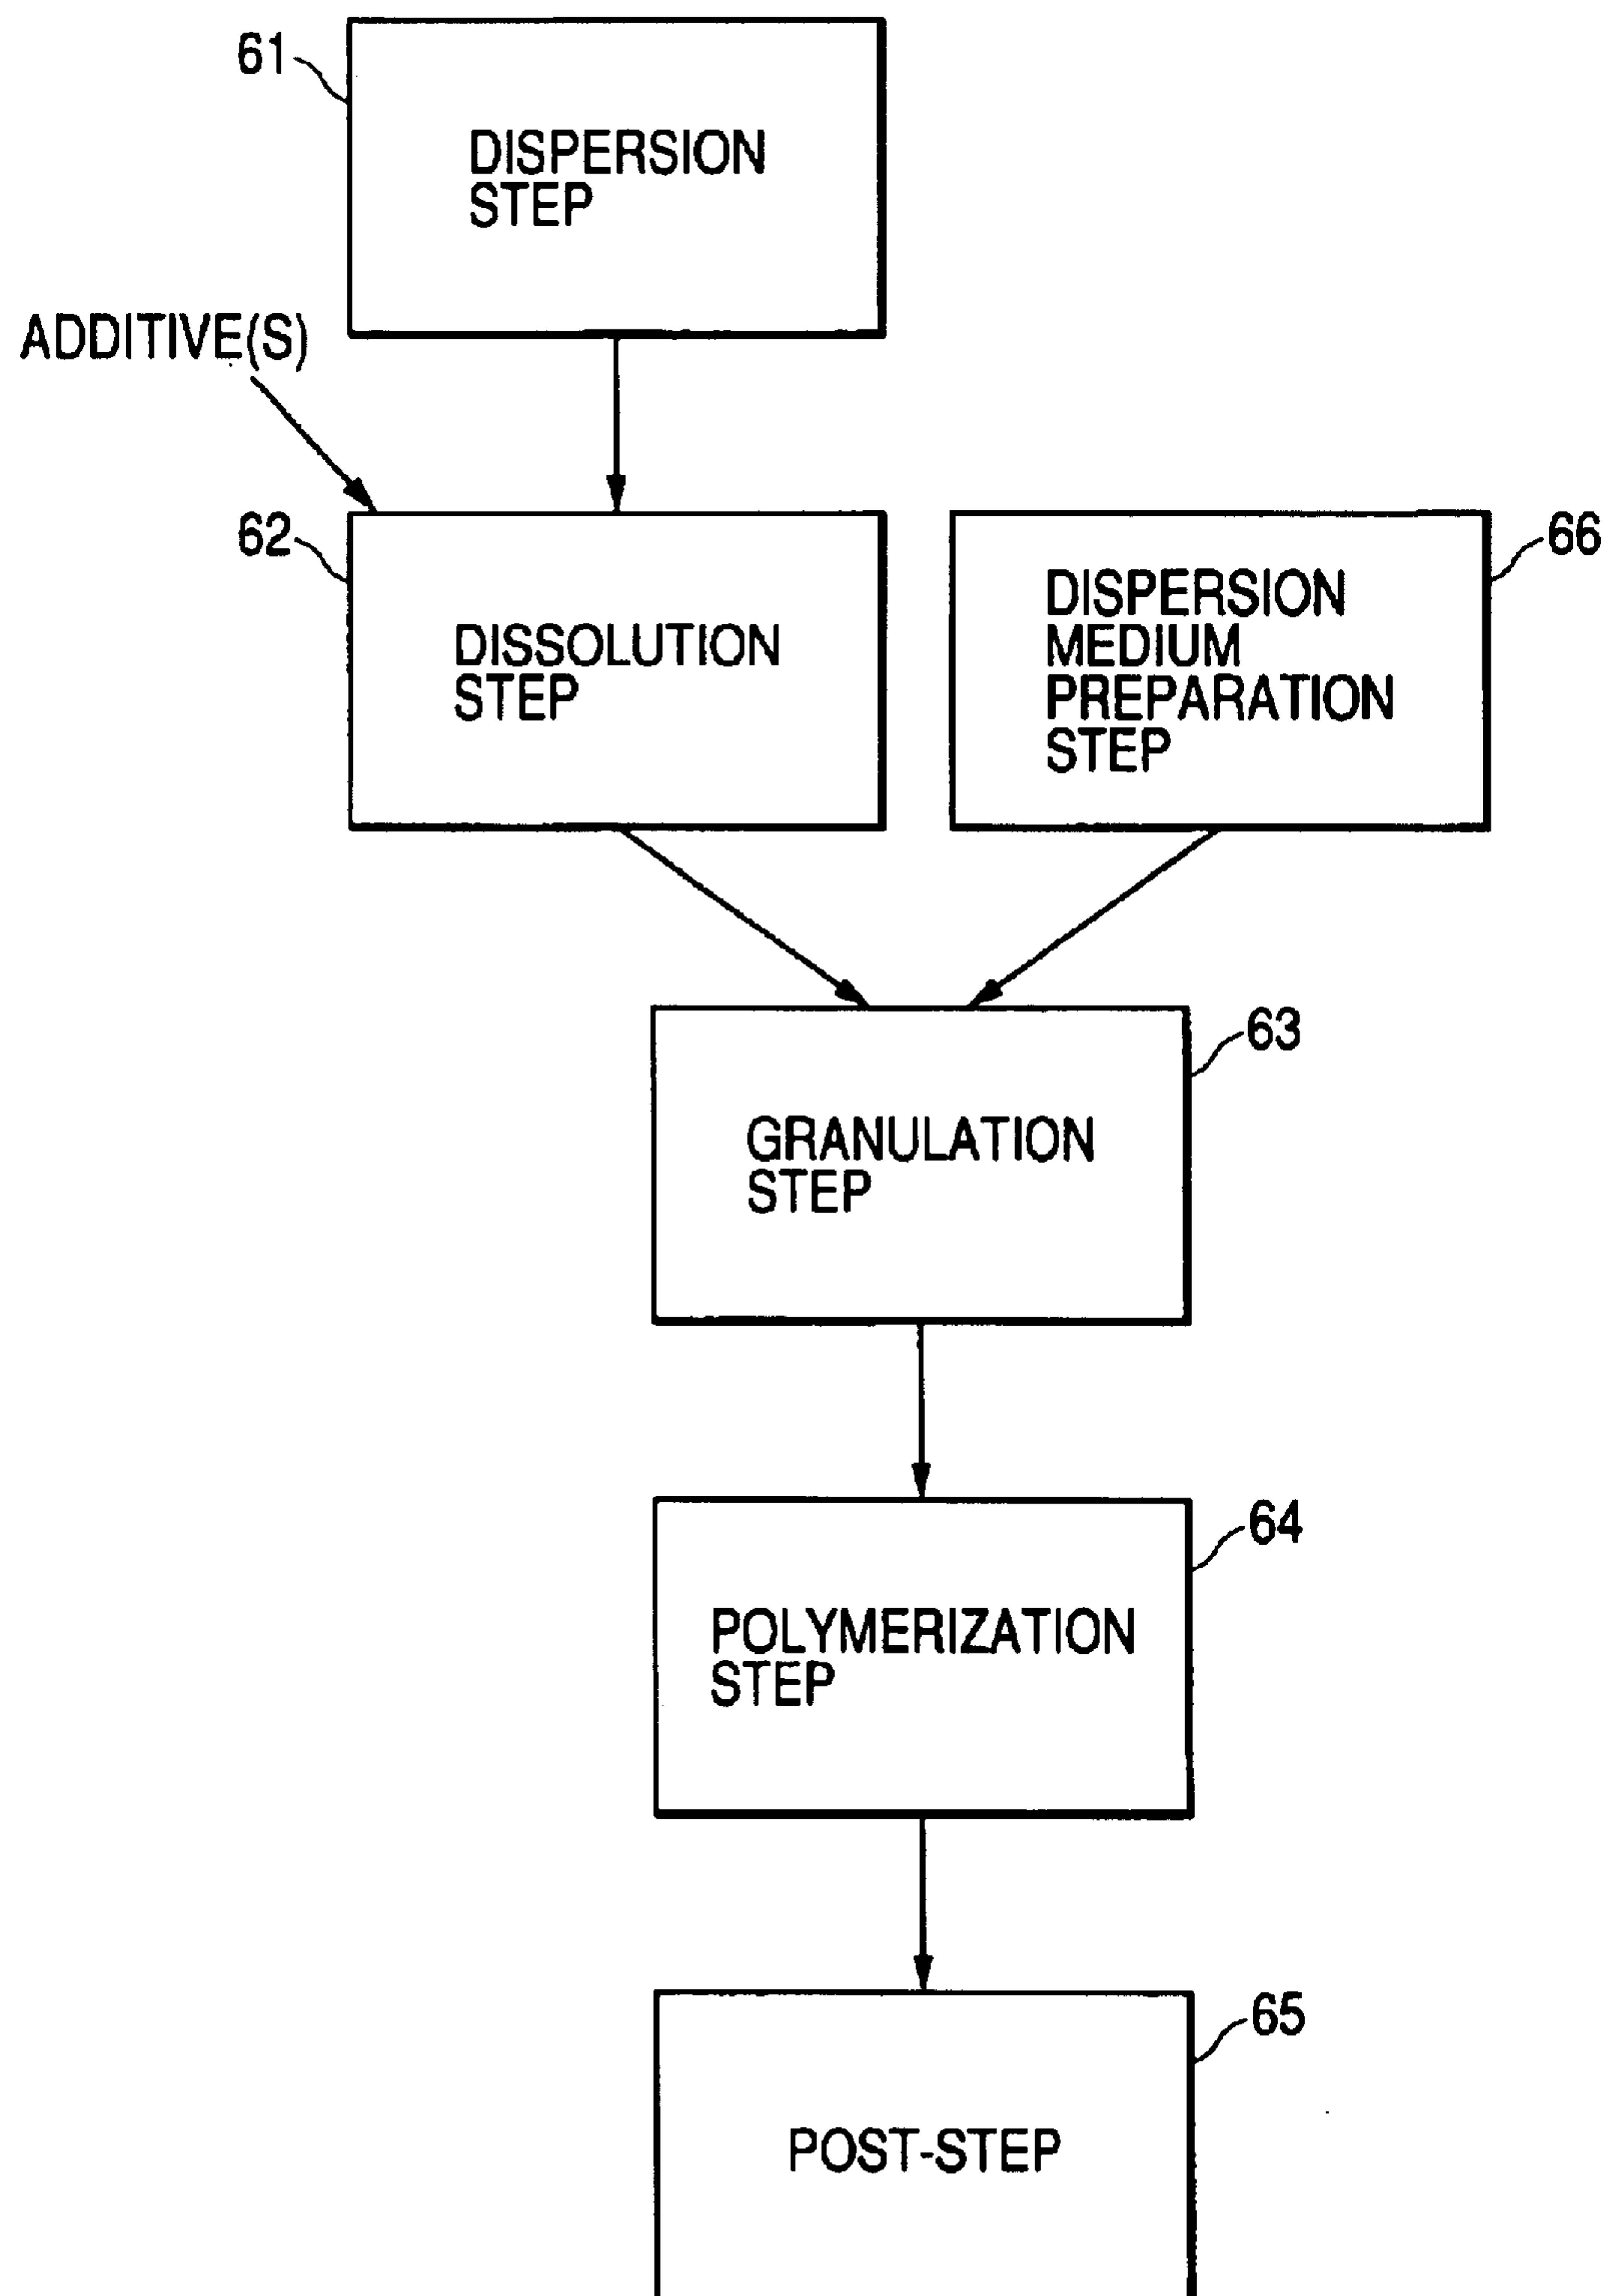 61
DISPERSION
STEP
ADDITIVE(S)
62
DISSOLUTION
STEP
66
DISPERSION
MEDIUM
PREPARATION
STEP
63
GRANULATION
STEP
64
POLYMERIZATION
STEP
65
POST-STEP